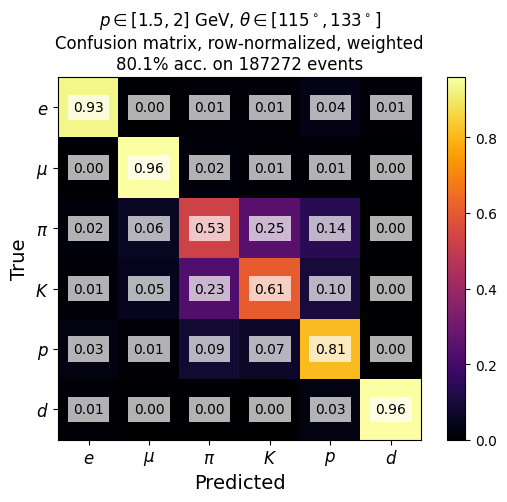 p ∈ [1.5, 2] GeV, θ ∈ [115°, 133°]
Confusion matrix, row-normalized, weighted
80.1% acc. on 187272 events
e 0.93 0.00 0.01 0.01 0.04 0.01
μ 0.00 0.96 0.02 0.01 0.01 0.00
π 0.02 0.06 0.53 0.25 0.14 0.00
K 0.01 0.05 0.23 0.61 0.10 0.00
p 0.03 0.01 0.09 0.07 0.81 0.00
d 0.01 0.00 0.00 0.00 0.03 0.96
e μ π K p d
Predicted
True
0.8
0.6
0.4
0.2
0.0